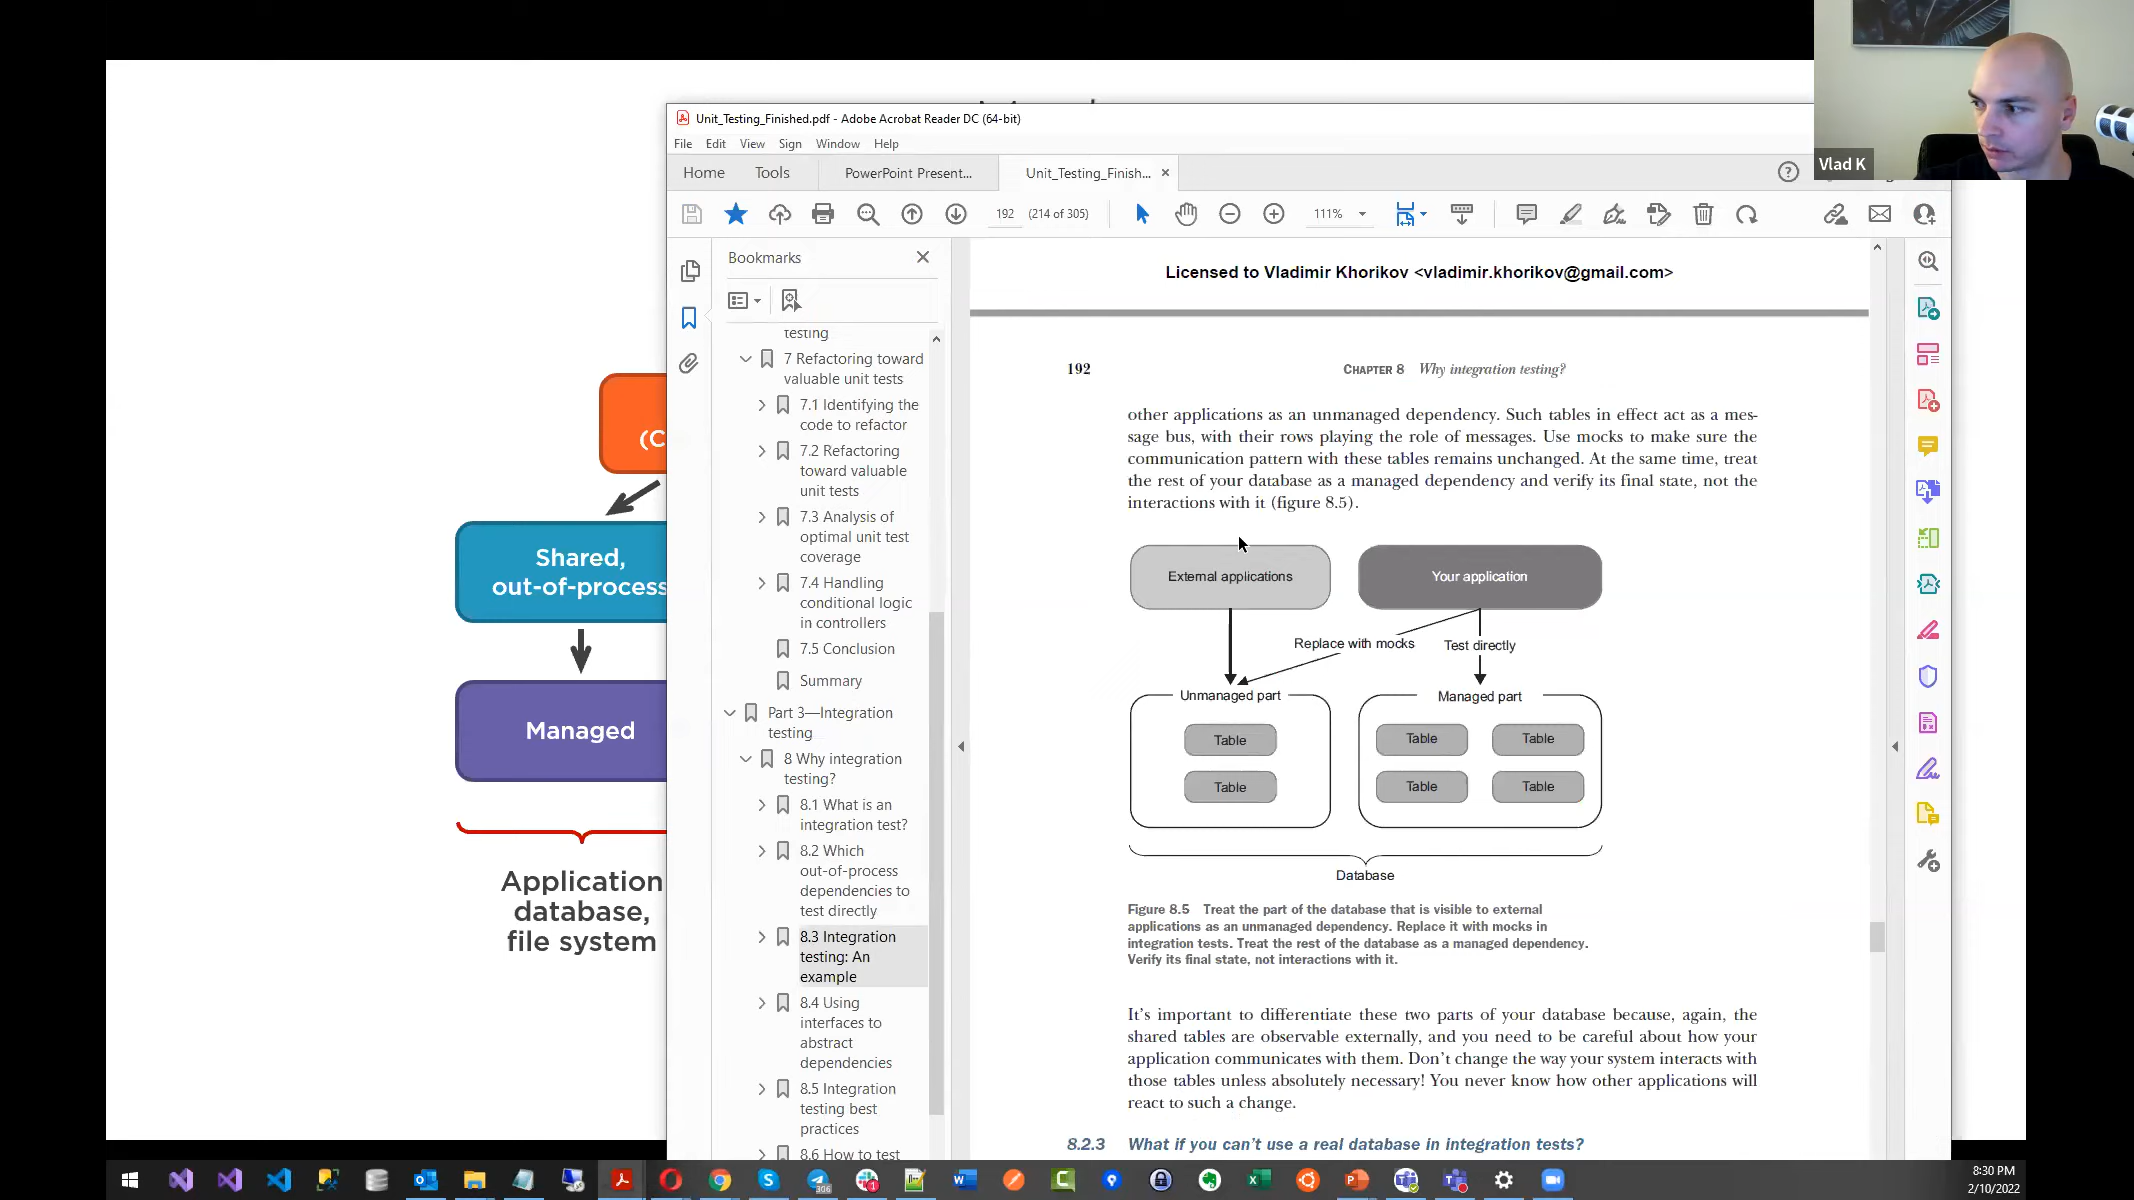 Unit_Testing_Finished.pdf - Adobe Acrobat Reader DC (64-bit)
File Edit View Sign Window Help
Home Tools PowerPoint Present... Unit_Testing_Finish... ×
192 (214 of 305) 111%
Vlad K
Bookmarks
testing
7 Refactoring toward
valuable unit tests
7.1 Identifying the
code to refactor
7.2 Refactoring
toward valuable
unit tests
7.3 Analysis of
optimal unit test
coverage
7.4 Handling
conditional logic
in controllers
7.5 Conclusion
Summary
Part 3—Integration
testing
8 Why integration
testing?
8.1 What is an
integration test?
8.2 Which
out-of-process
dependencies to
test directly
8.3 Integration
testing: An
example
8.4 Using
interfaces to
abstract
dependencies
8.5 Integration
testing best
practices
8.6 How to test
Licensed to Vladimir Khorikov <vladimir.khorikov@gmail.com>
192 CHAPTER 8 Why integration testing?
other applications as an unmanaged dependency. Such tables in effect act as a mes-
sage bus, with their rows playing the role of messages. Use mocks to make sure the
communication pattern with these tables remains unchanged. At the same time, treat
the rest of your database as a managed dependency and verify its final state, not the
interactions with it (figure 8.5).
External applications Your application
Replace with mocks Test directly
Unmanaged part Managed part
Table Table Table
Table Table Table
Database
Figure 8.5 Treat the part of the database that is visible to external
applications as an unmanaged dependency. Replace it with mocks in
integration tests. Treat the rest of the database as a managed dependency.
Verify its final state, not interactions with it.
It's important to differentiate these two parts of your database because, again, the
shared tables are observable externally, and you need to be careful about how your
application communicates with them. Don't change the way your system interacts with
those tables unless absolutely necessary! You never know how other applications will
react to such a change.
8.2.3 What if you can't use a real database in integration tests?
(C
Shared,
out-of-process
Managed
Application
database,
file system
306
8:30 PM
2/10/2022